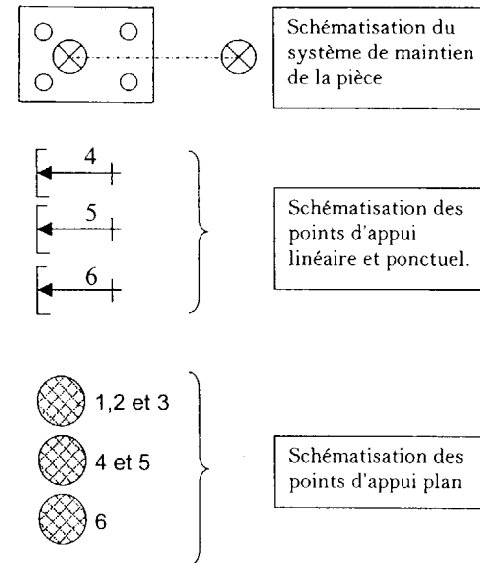 Schématisation du
système de maintien
de la pièce
4
5
6
Schématisation des
points d'appui
linéaire et ponctuel.
1,2 et 3
4 et 5
6
Schématisation des
points d'appui plan